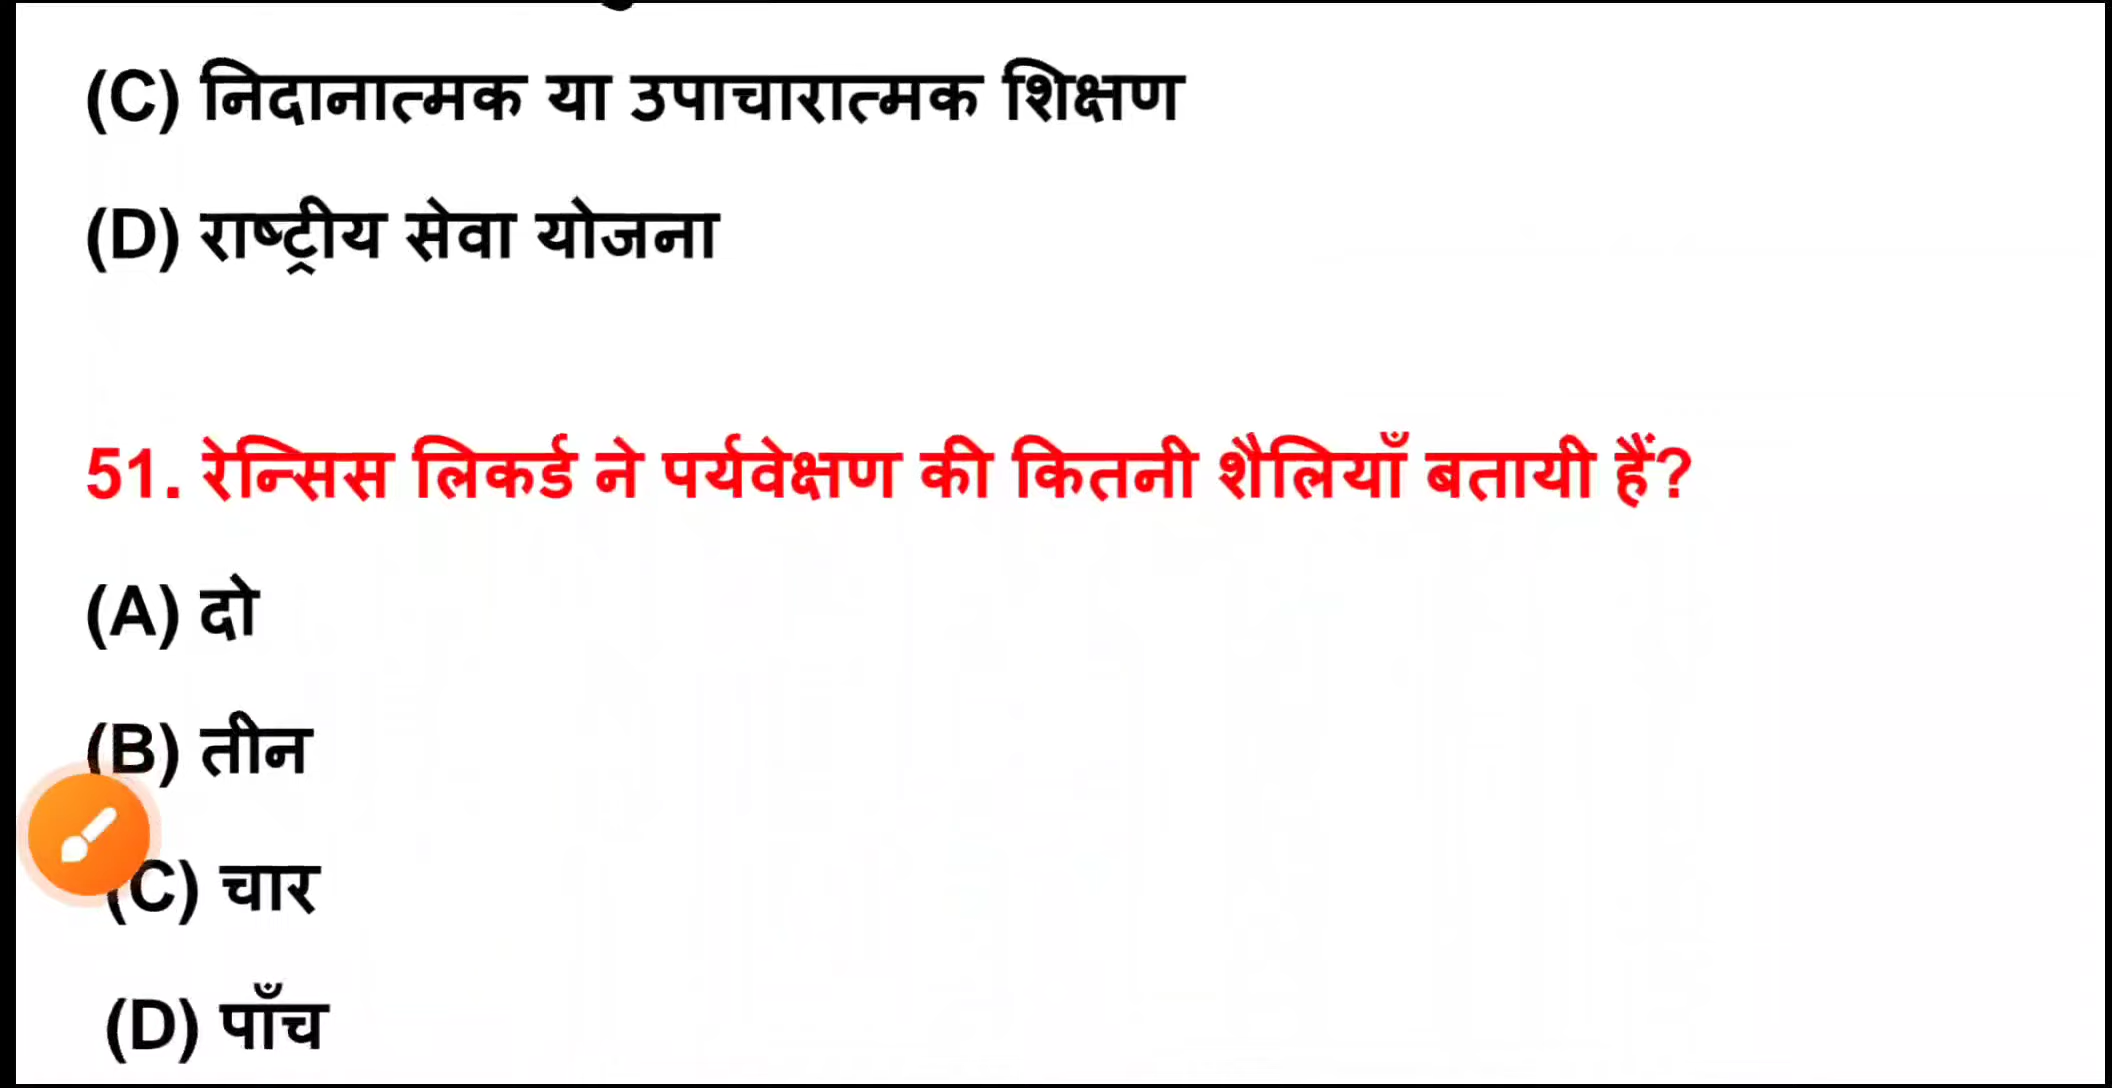 (C) निदानात्मक या उपाचारात्मक शिक्षण
(D) राष्ट्रीय सेवा योजना
51. रेन्सिस लिकर्ड ने पर्यवेक्षण की कितनी शैलियाँ बतायी हैं?
(A) दो
(B) तीन
(C) चार
(D) पाँच